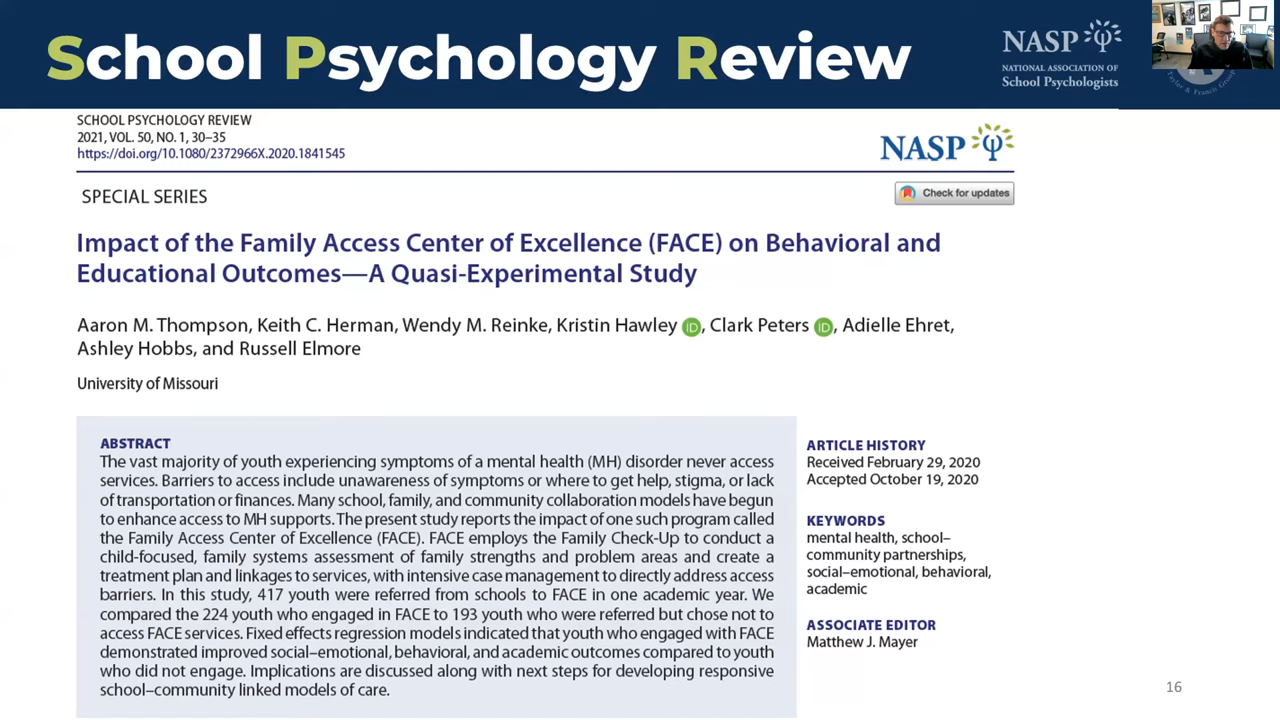 School Psychology Review
NASP
NATIONAL ASSOCIATION OF
School Psychologists
Taylor & Francis Group
SCHOOL PSYCHOLOGY REVIEW
2021, VOL. 50, NO. 1, 30–35
https://doi.org/10.1080/2372966X.2020.1841545
NASP
SPECIAL SERIES
Check for updates
Impact of the Family Access Center of Excellence (FACE) on Behavioral and
Educational Outcomes—A Quasi-Experimental Study
Aaron M. Thompson, Keith C. Herman, Wendy M. Reinke, Kristin Hawley iD, Clark Peters iD, Adielle Ehret,
Ashley Hobbs, and Russell Elmore
University of Missouri
ABSTRACT
The vast majority of youth experiencing symptoms of a mental health (MH) disorder never access
services. Barriers to access include unawareness of symptoms or where to get help, stigma, or lack
of transportation or finances. Many school, family, and community collaboration models have begun
to enhance access to MH supports. The present study reports the impact of one such program called
the Family Access Center of Excellence (FACE). FACE employs the Family Check-Up to conduct a
child-focused, family systems assessment of family strengths and problem areas and create a
treatment plan and linkages to services, with intensive case management to directly address access
barriers. In this study, 417 youth were referred from schools to FACE in one academic year. We
compared the 224 youth who engaged in FACE to 193 youth who were referred but chose not to
access FACE services. Fixed effects regression models indicated that youth who engaged with FACE
demonstrated improved social–emotional, behavioral, and academic outcomes compared to youth
who did not engage. Implications are discussed along with next steps for developing responsive
school–community linked models of care.
ARTICLE HISTORY
Received February 29, 2020
Accepted October 19, 2020
KEYWORDS
mental health, school–
community partnerships,
social–emotional, behavioral,
academic
ASSOCIATE EDITOR
Matthew J. Mayer
16